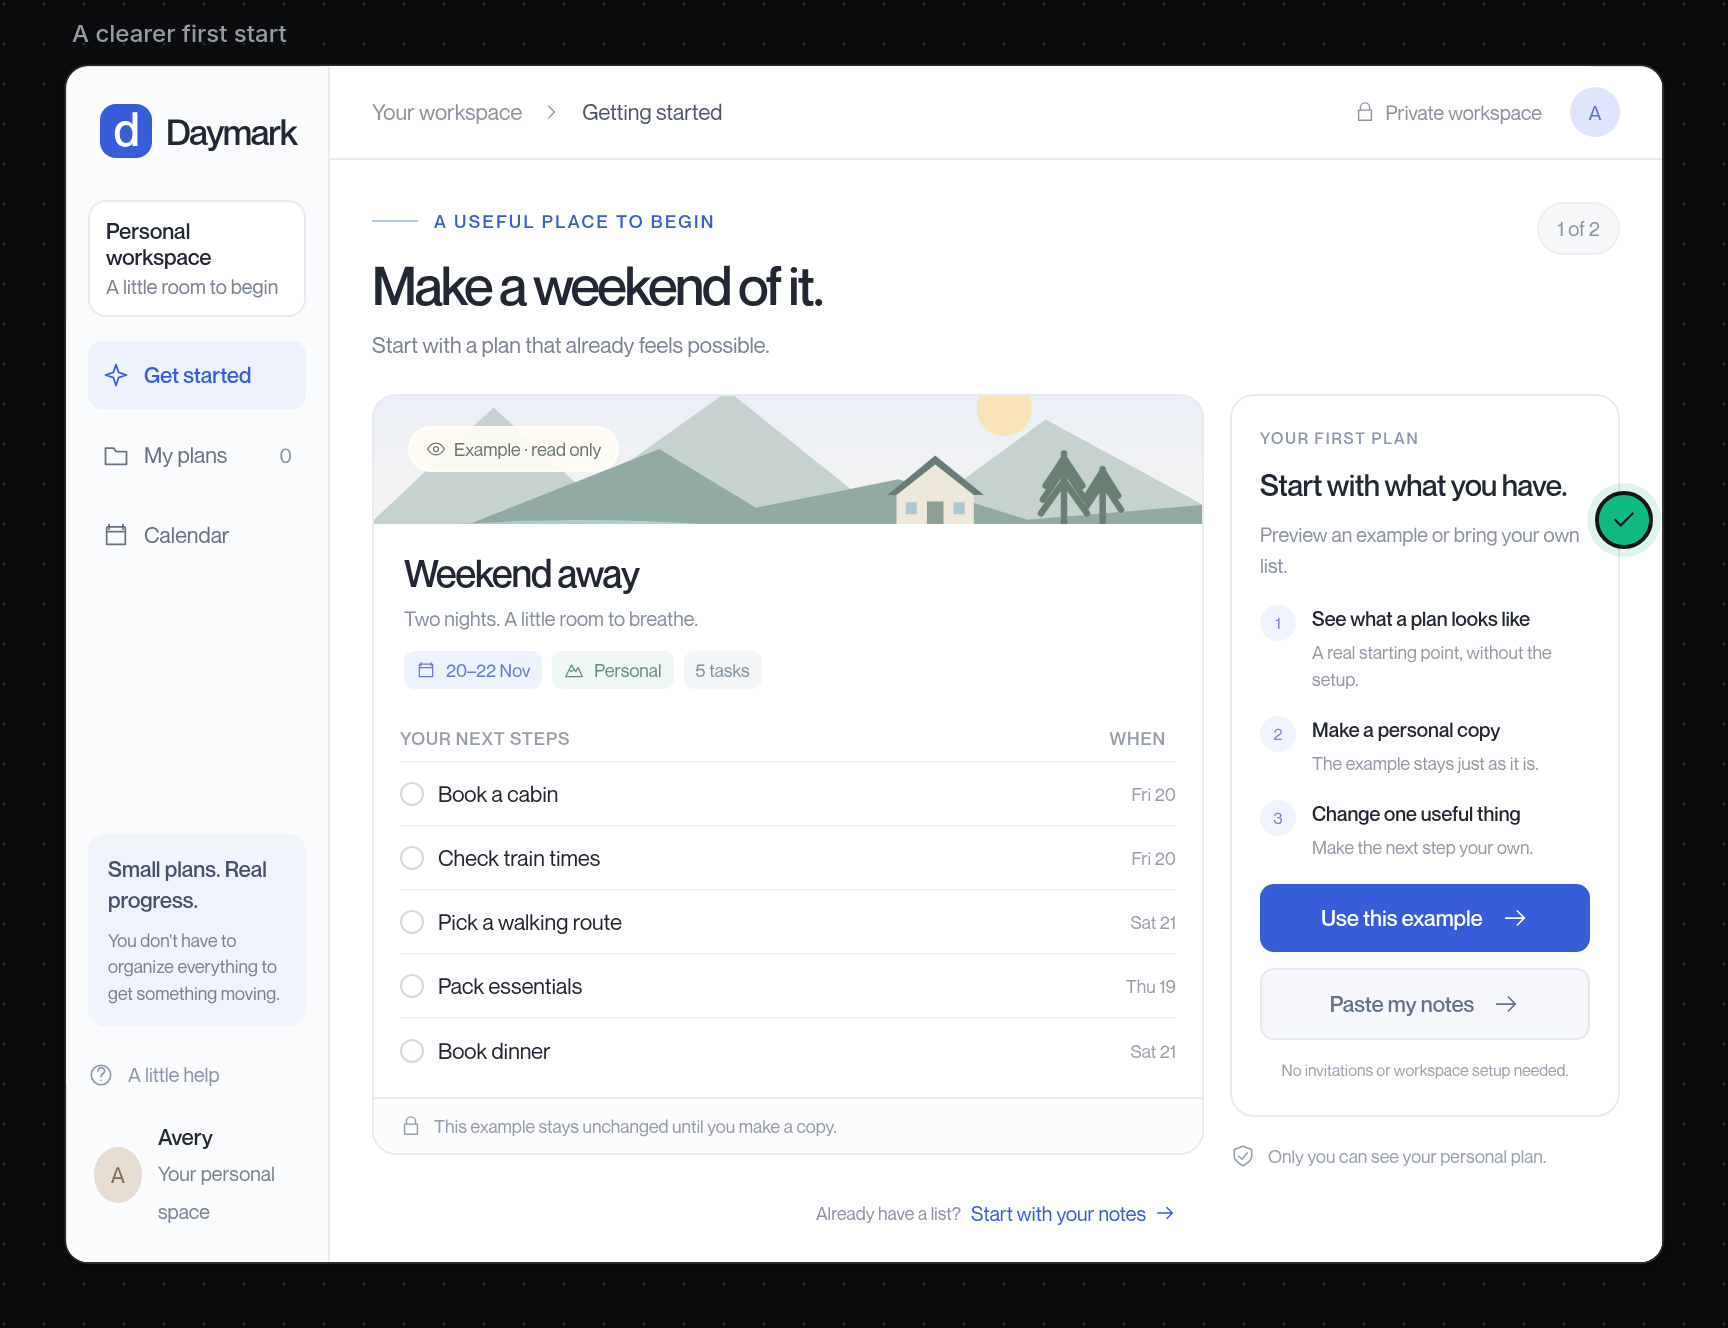 A clearer first start
d Daymark
Personal
workspace
A little room to begin
Get started
My plans 0
Calendar
Small plans. Real
progress.
You don't have to
organize everything to
get something moving.
A little help
A
Avery
Your personal
space
Your workspace > Getting started
Private workspace
A
A USEFUL PLACE TO BEGIN
1 of 2
Make a weekend of it.
Start with a plan that already feels possible.
Example · read only
Weekend away
Two nights. A little room to breathe.
20–22 Nov
Personal
5 tasks
YOUR NEXT STEPS WHEN
Book a cabin Fri 20
Check train times Fri 20
Pick a walking route Sat 21
Pack essentials Thu 19
Book dinner Sat 21
This example stays unchanged until you make a copy.
Already have a list? Start with your notes →
YOUR FIRST PLAN
Start with what you have.
Preview an example or bring your own
list.
1 See what a plan looks like
A real starting point, without the
setup.
2 Make a personal copy
The example stays just as it is.
3 Change one useful thing
Make the next step your own.
Use this example →
Paste my notes →
No invitations or workspace setup needed.
Only you can see your personal plan.